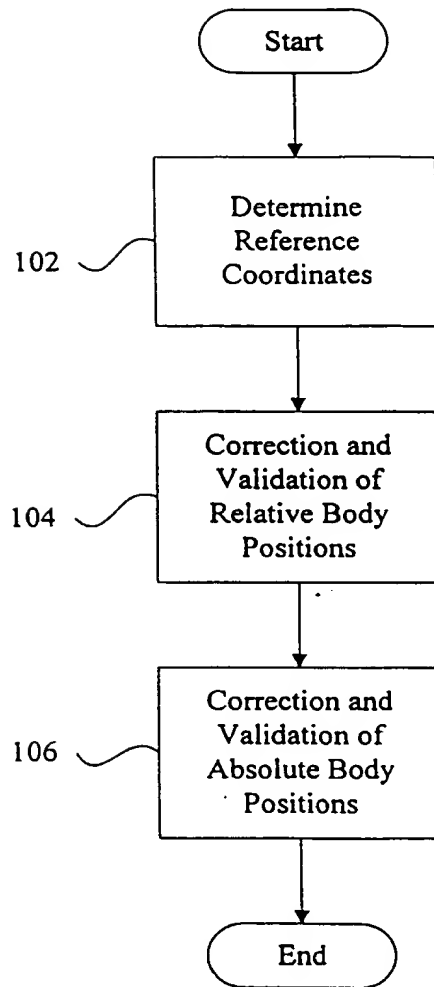 Start
Determine
Reference
Coordinates
102
Correction and
Validation of
Relative Body
Positions
104
Correction and
Validation of
Absolute Body
Positions
106
End